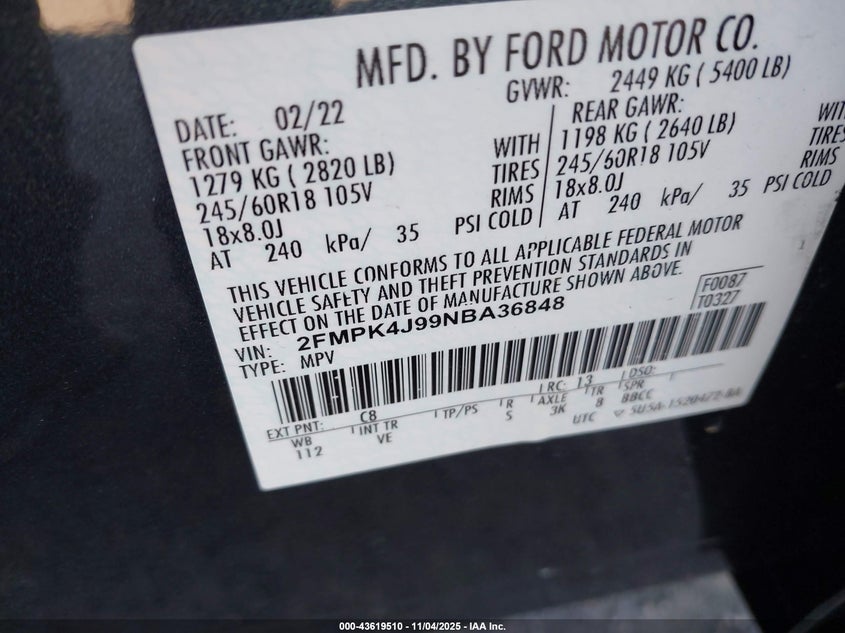 MFD. BY FORD MOTOR CO.
DATE: 02/22 GVWR: 2449 KG ( 5400 LB)
FRONT GAWR: REAR GAWR:
1279 KG ( 2820 LB) WITH 1198 KG ( 2640 LB) WITH
245/60R18 105V TIRES 245/60R18 105V TIRES
18x8.0J RIMS 18x8.0J RIMS
AT 240 kPa/ 35 PSI COLD AT 240 kPa/ 35 PSI COLD
THIS VEHICLE CONFORMS TO ALL APPLICABLE FEDERAL MOTOR
VEHICLE SAFETY AND THEFT PREVENTION STANDARDS IN
EFFECT ON THE DATE OF MANUFACTURE SHOWN ABOVE.
VIN: 2FMPK4J99NBA36848 F0087
TYPE: MPV T0327
EXT PNT: C8 RC: 13 DSO:
WB INT TR TP/PS R AXLE TR SPR
112 VE S 3K 8 BBCC
UTC
000-43619510 - 11/04/2025 - IAA Inc.